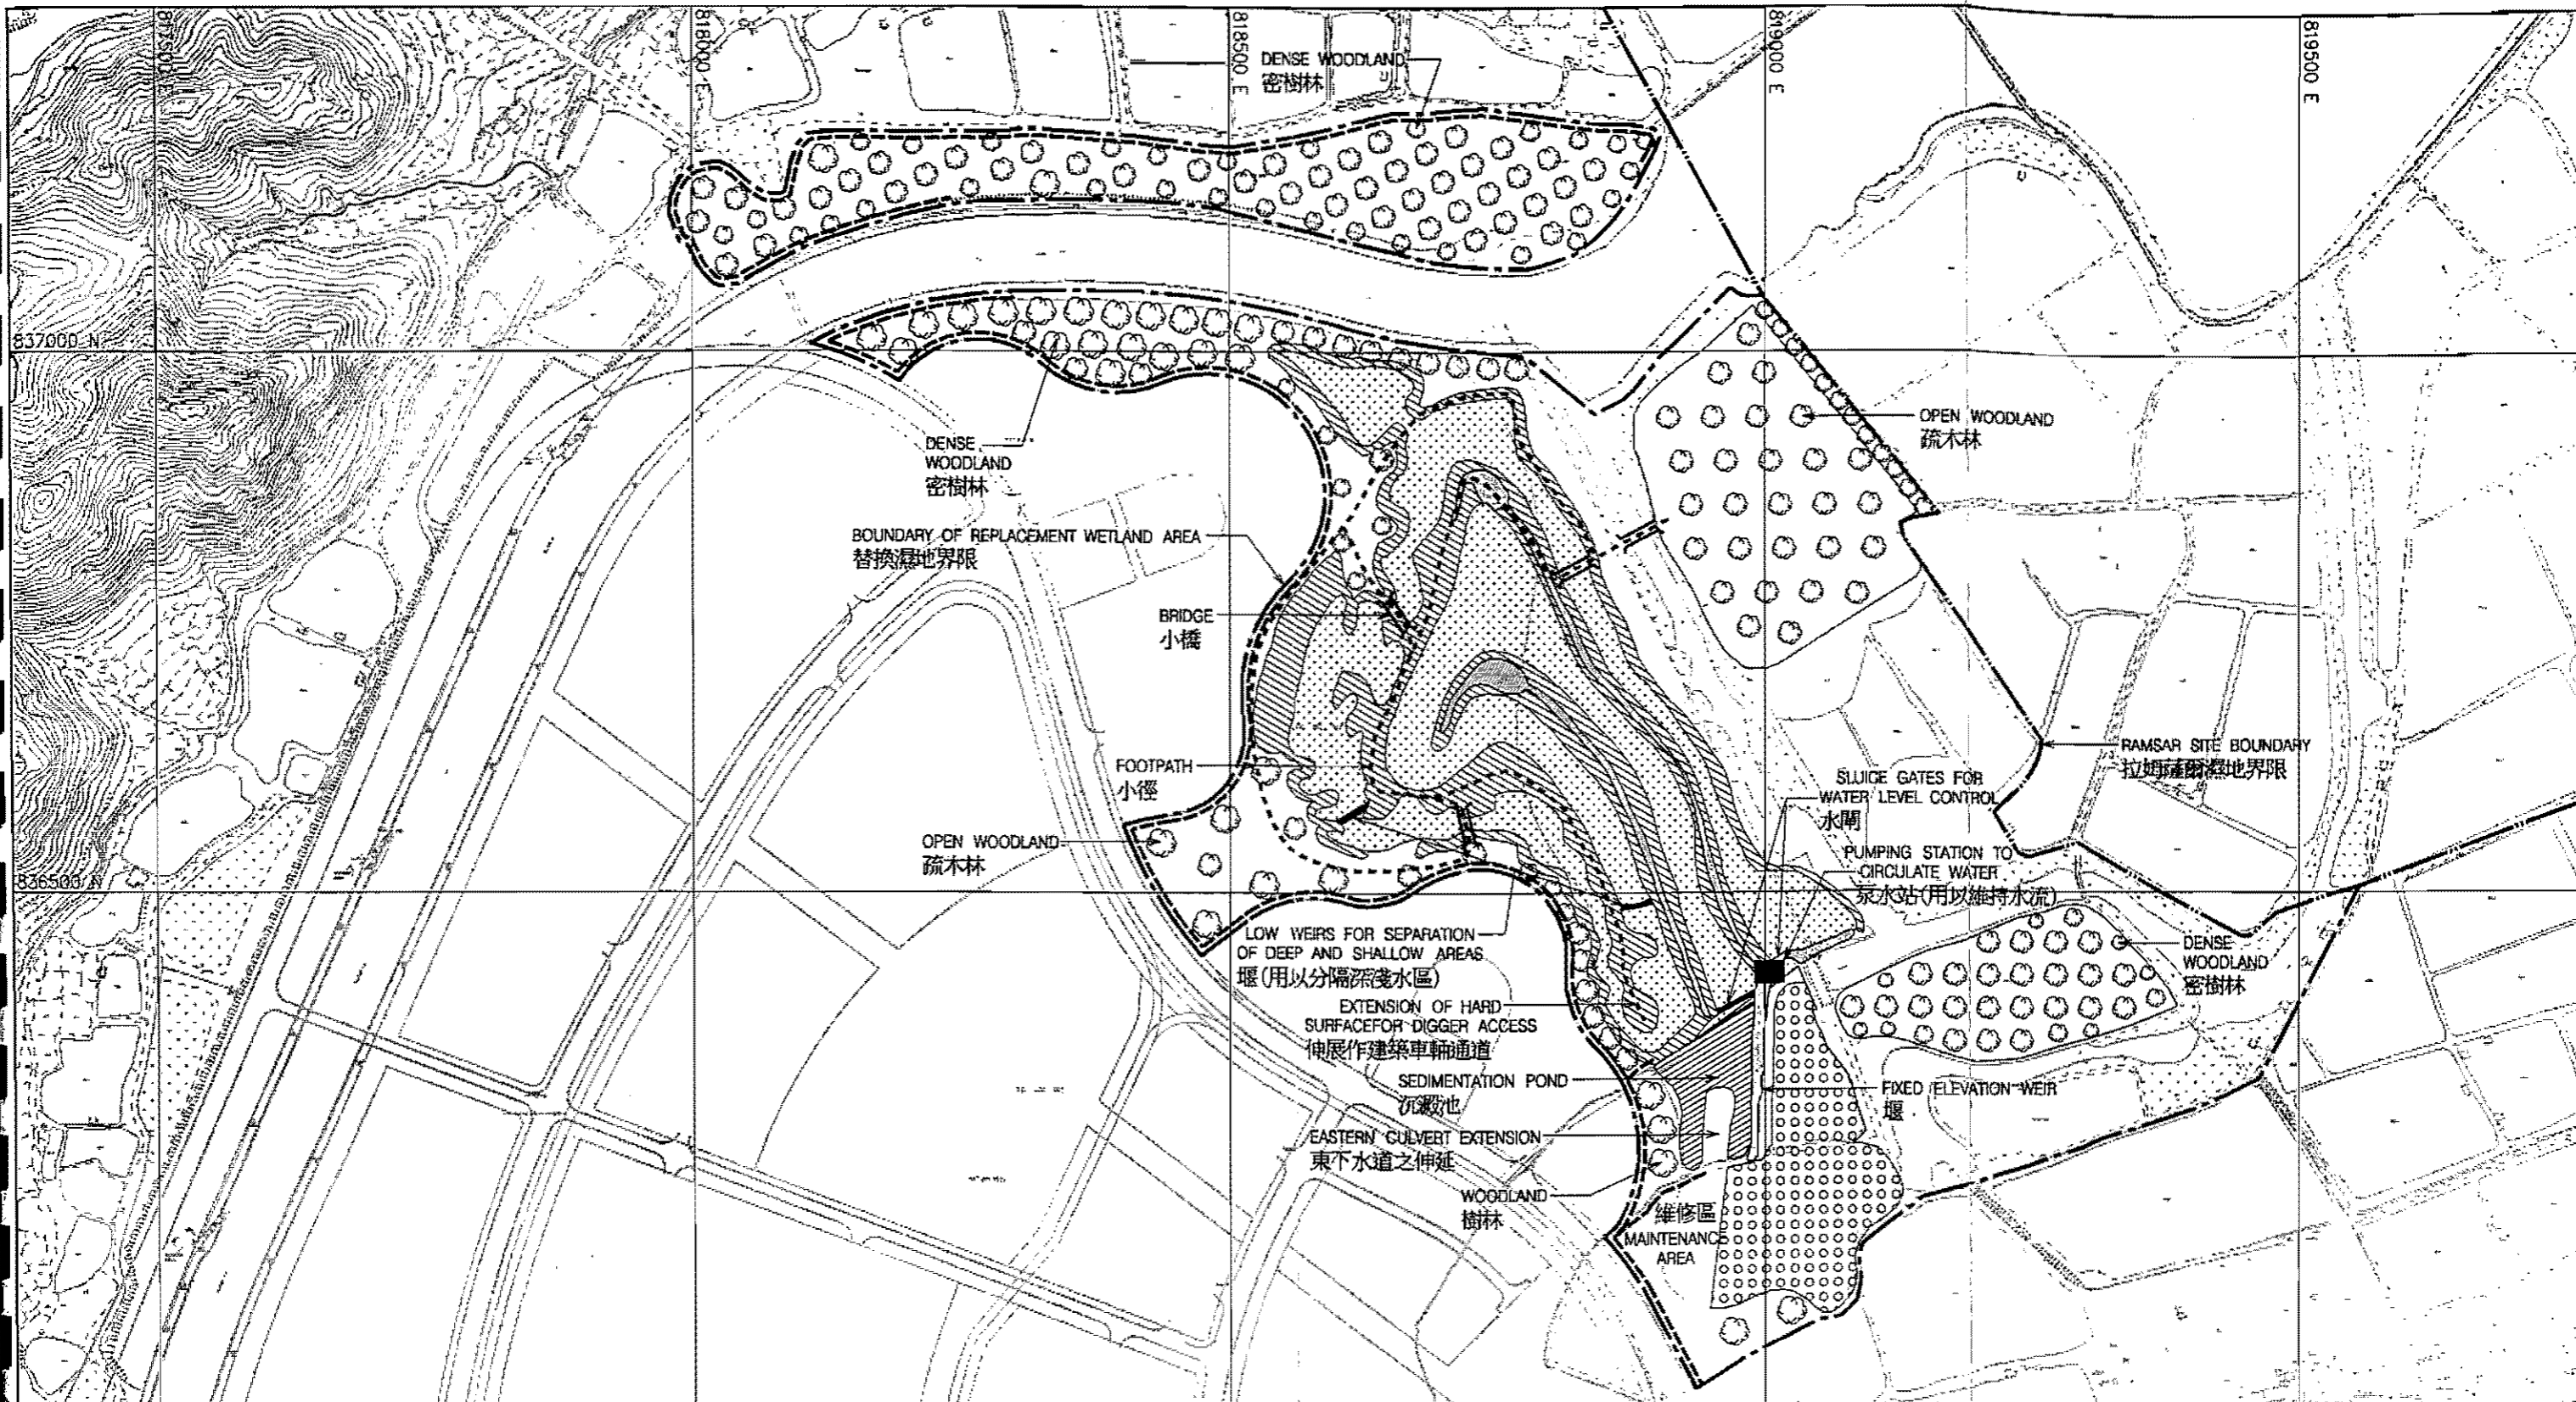 817500 E
818000 E
818500 E
819000 E
819500 E
DENSE WOODLAND
密樹林
837000 N
OPEN WOODLAND
疏木林
DENSE
WOODLAND
密樹林
BOUNDARY OF REPLACEMENT WETLAND AREA
替換濕地界限
BRIDGE
小橋
FOOTPATH
小徑
RAMSAR SITE BOUNDARY
拉姆薩爾濕地界限
SLUICE GATES FOR
WATER LEVEL CONTROL
水閘
OPEN WOODLAND
疏木林
PUMPING STATION TO
CIRCULATE WATER
泵水站(用以維持水流)
836500 N
LOW WEIRS FOR SEPARATION
OF DEEP AND SHALLOW AREAS
堰(用以分隔深淺水區)
DENSE
WOODLAND
密樹林
EXTENSION OF HARD
SURFACEFOR DIGGER ACCESS
伸展作建築車輛通道
SEDIMENTATION POND
沉澱池
FIXED ELEVATION WEIR
堰
EASTERN CULVERT EXTENSION
東下水道之伸延
WOODLAND
樹林
維修區
MAINTENANCE
AREA